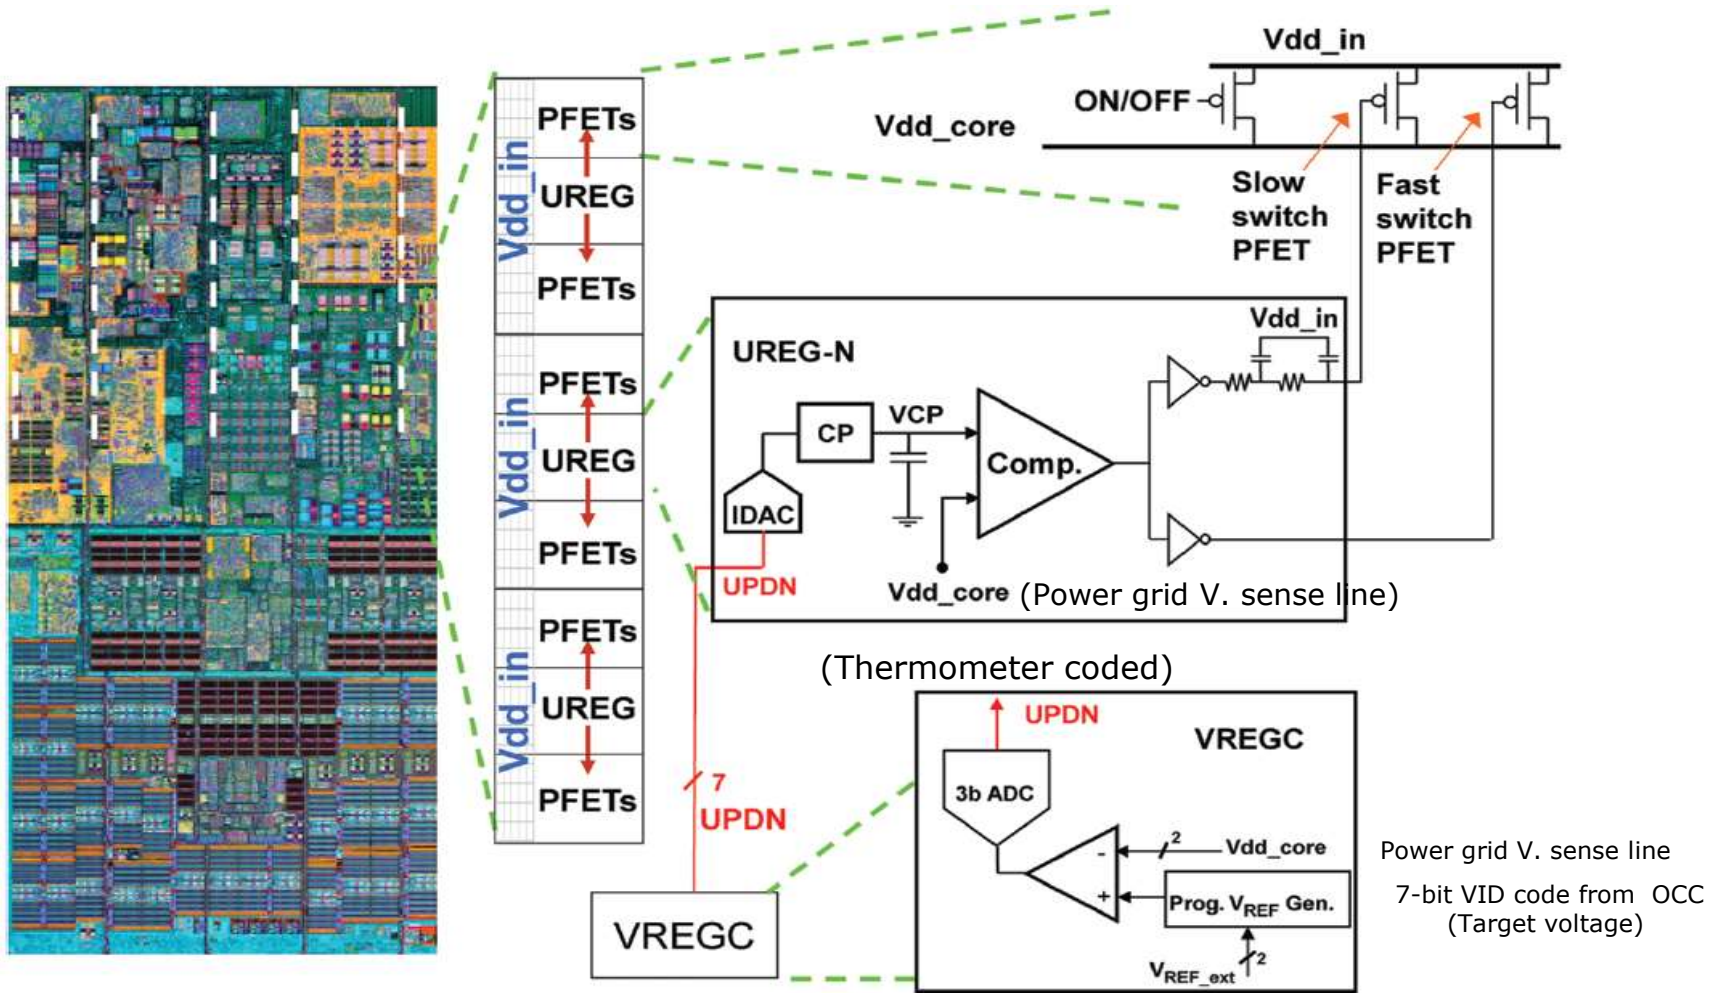 Vdd_in
ON/OFF
Vdd_core
Slow
switch
PFET
Fast
switch
PFET
PFETs
UREG
PFETs
Vdd_in
PFETs
UREG
PFETs
Vdd_in
PFETs
UREG
PFETs
Vdd_in
UREG-N
Vdd_in
CP
VCP
Comp.
IDAC
UPDN
Vdd_core (Power grid V. sense line)
(Thermometer coded)
7
UPDN
VREGC
UPDN
VREGC
3b ADC
-
2
Vdd_core
+
Prog. VREF Gen.
VREF_ext
2
Power grid V. sense line
7-bit VID code from OCC
(Target voltage)